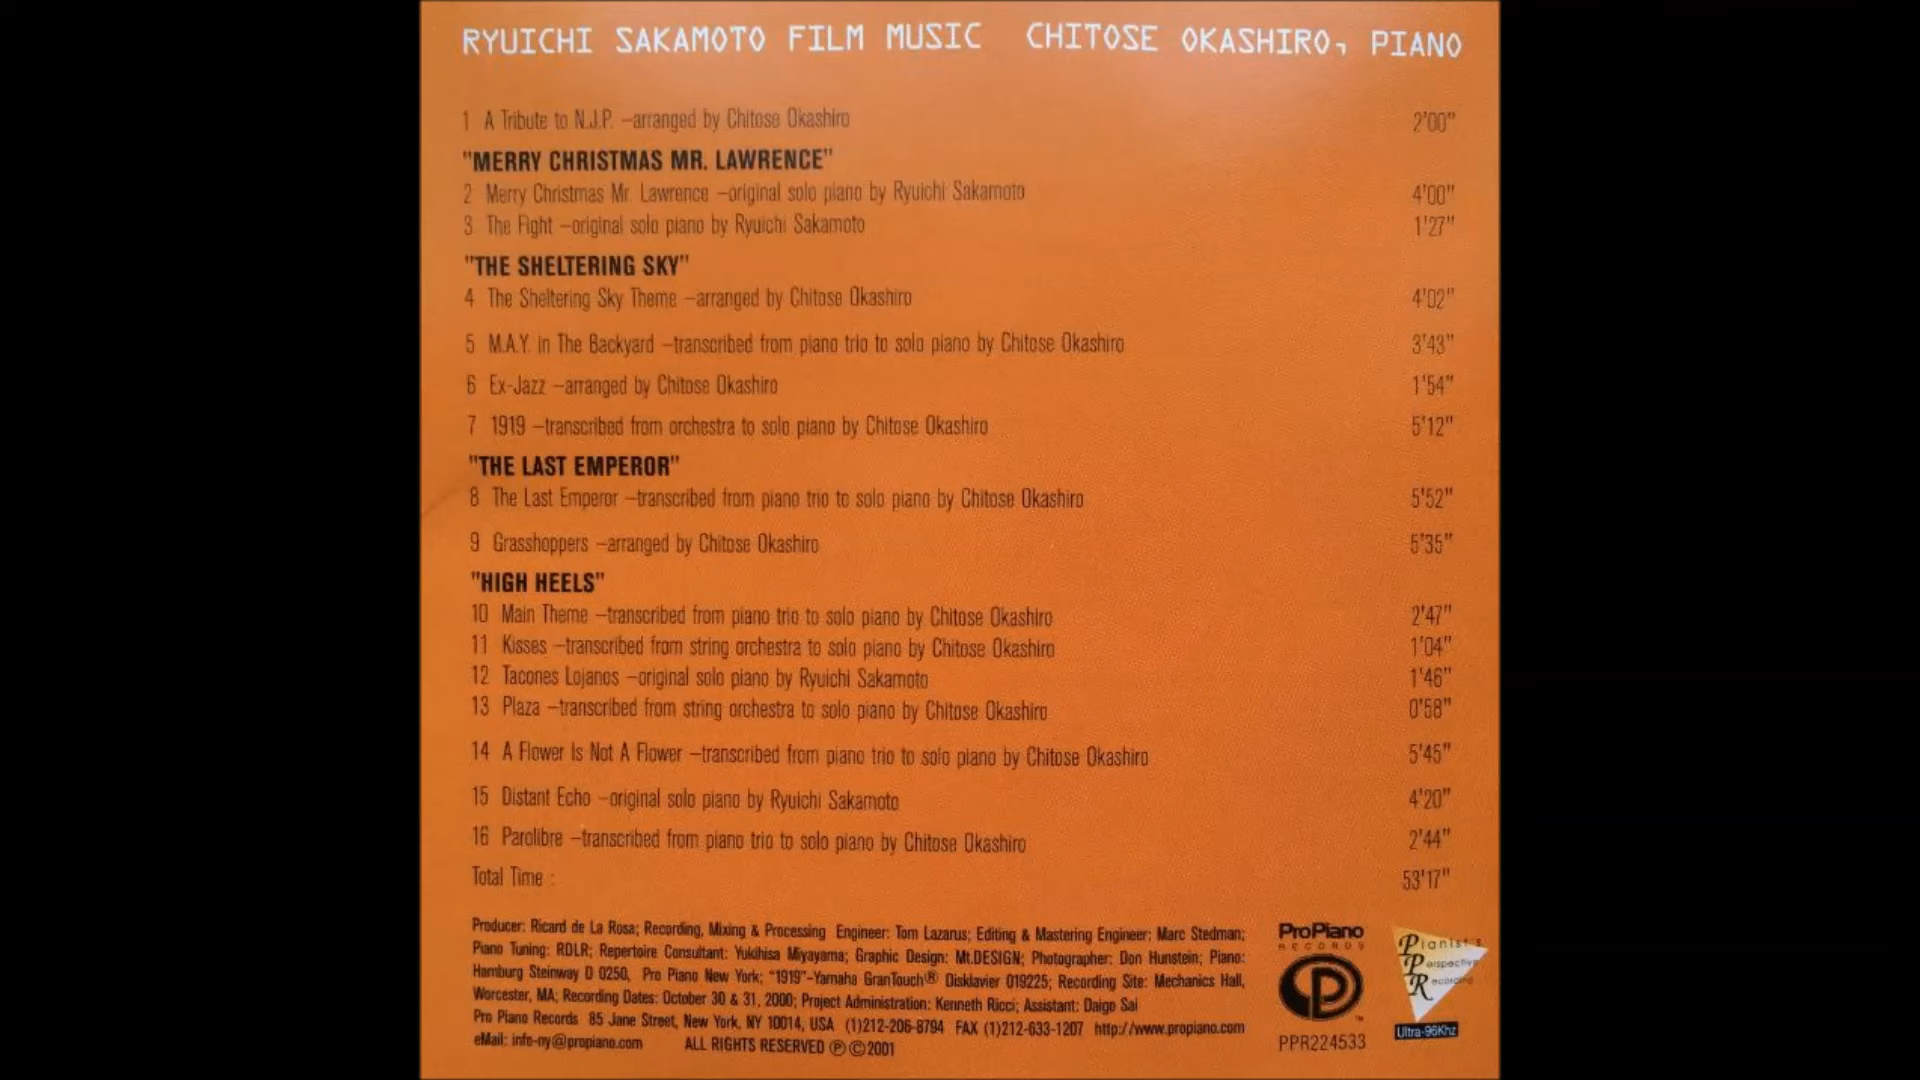 RYUICHI SAKAMOTO FILM MUSIC CHITOSE OKASHIRO, PIANO
1 A Tribute to N.J.P. –arranged by Chitose Okashiro 2'00"
"MERRY CHRISTMAS MR. LAWRENCE"
2 Merry Christmas Mr. Lawrence –original solo piano by Ryuichi Sakamoto 4'00"
3 The Fight –original solo piano by Ryuichi Sakamoto 1'27"
"THE SHELTERING SKY"
4 The Sheltering Sky Theme –arranged by Chitose Okashiro 4'02"
5 M.A.Y. in The Backyard –transcribed from piano trio to solo piano by Chitose Okashiro 3'43"
6 Ex-Jazz –arranged by Chitose Okashiro 1'54"
7 1919 –transcribed from orchestra to solo piano by Chitose Okashiro 5'12"
"THE LAST EMPEROR"
8 The Last Emperor –transcribed from piano trio to solo piano by Chitose Okashiro 5'52"
9 Grasshoppers –arranged by Chitose Okashiro 5'35"
"HIGH HEELS"
10 Main Theme –transcribed from piano trio to solo piano by Chitose Okashiro 2'47"
11 Kisses –transcribed from string orchestra to solo piano by Chitose Okashiro 1'04"
12 Tacones Lojanos –original solo piano by Ryuichi Sakamoto 1'46"
13 Plaza –transcribed from string orchestra to solo piano by Chitose Okashiro 0'58"
14 A Flower Is Not A Flower –transcribed from piano trio to solo piano by Chitose Okashiro 5'45"
15 Distant Echo –original solo piano by Ryuichi Sakamoto 4'20"
16 Parolibre –transcribed from piano trio to solo piano by Chitose Okashiro 2'44"
Total Time : 53'17"
Producer: Ricard de La Rosa; Recording, Mixing & Processing Engineer: Tom Lazarus; Editing & Mastering Engineer: Marc Stedman;
Piano Tuning: RDLR; Repertoire Consultant: Yukihisa Miyayama; Graphic Design: Mt.DESIGN; Photographer: Don Hunstein; Piano:
Hamburg Steinway D 0250, Pro Piano New York; "1919"–Yamaha GranTouch® Disklavier 019225; Recording Site: Mechanics Hall,
Worcester, MA; Recording Dates: October 30 & 31, 2000; Project Administration: Kenneth Ricci; Assistant: Daigo Sai
Pro Piano Records 85 Jane Street, New York, NY 10014, USA (1)212-206-8794 FAX (1)212-633-1207 http://www.propiano.com
eMail: info-ny@propiano.com ALL RIGHTS RESERVED ℗©2001
ProPiano
RECORDS
™
PPR224533
Pianist's
Perspective
Recording
Ultra-96Khz